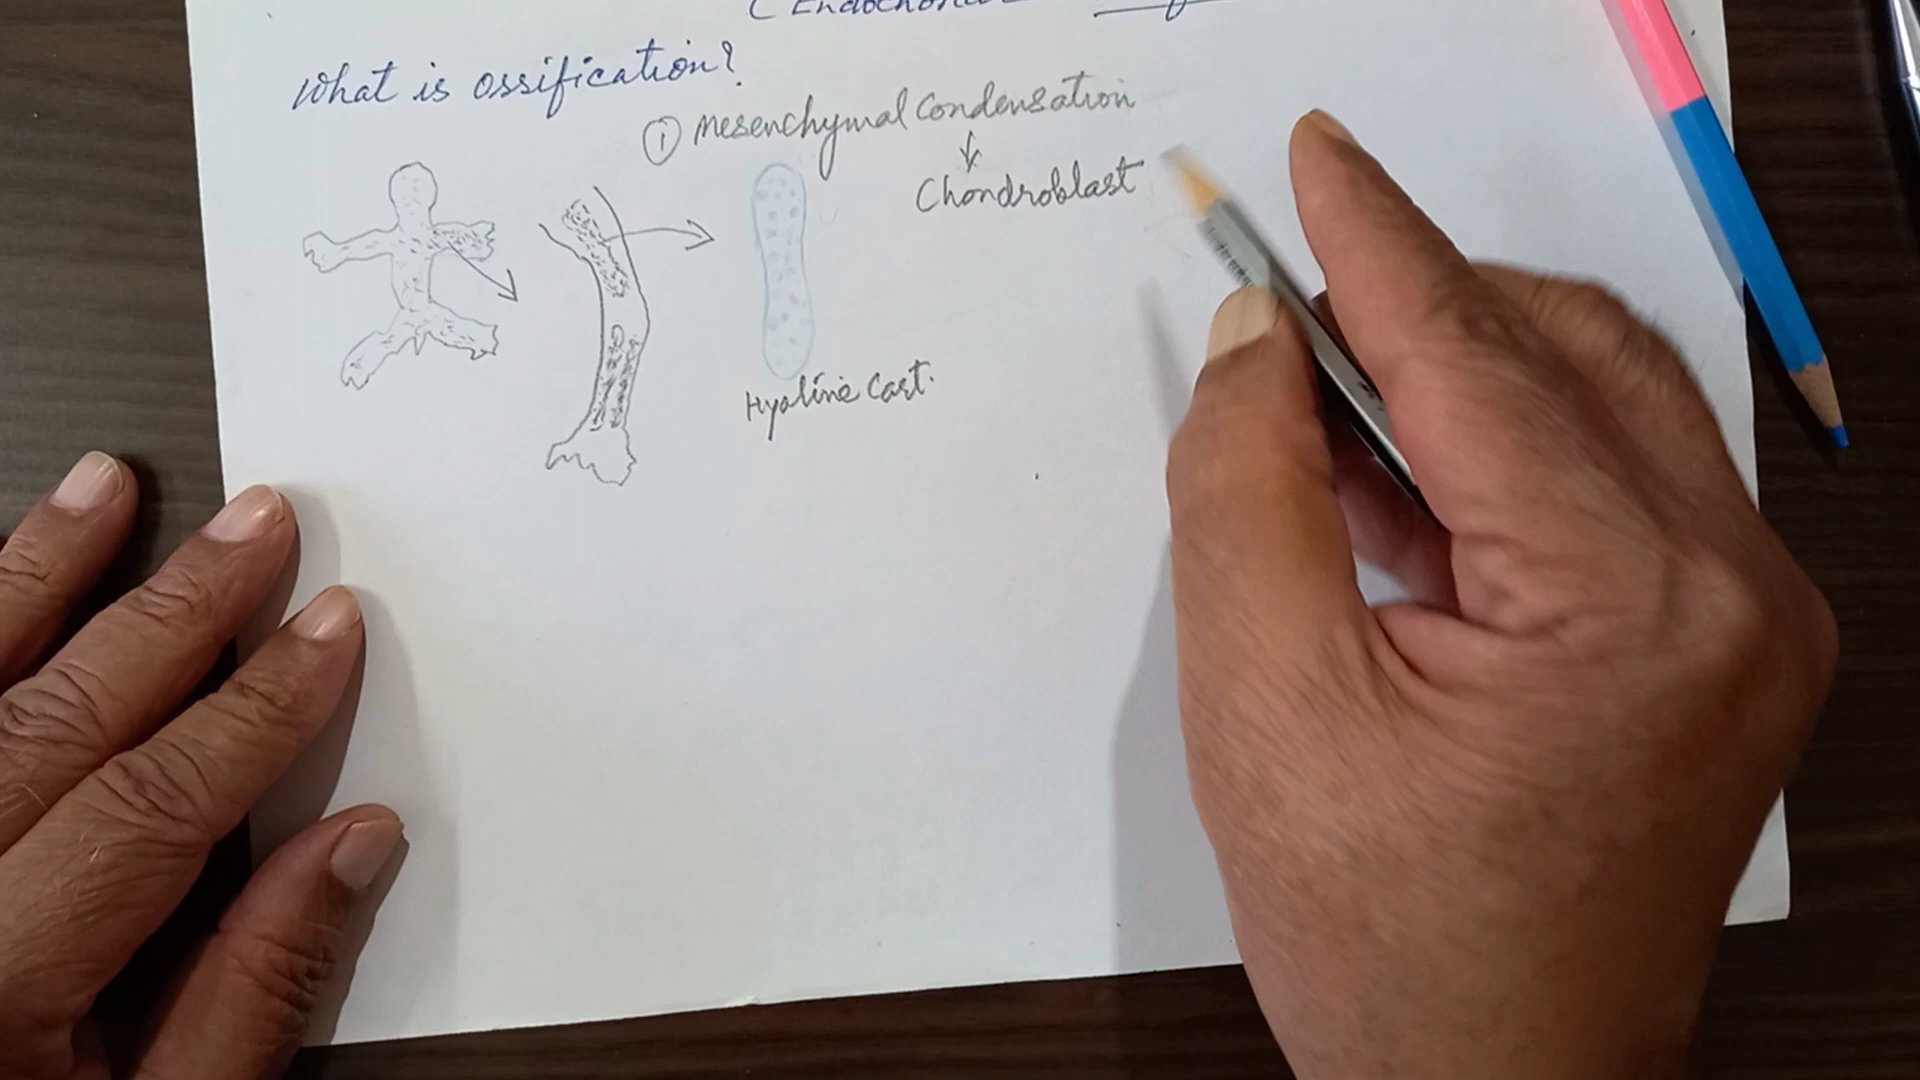 What is ossification?
① Mesenchymal Condensation
↓
Chondroblast
Hyaline Cart.